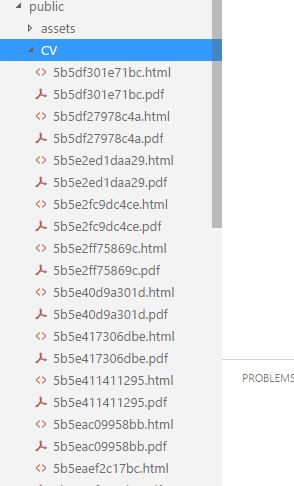 public
assets
CV
5b5df301e71bc.html
5b5df301e71bc.pdf
5b5df27978c4a.html
5b5df27978c4a.pdf
5b5e2ed1daa29.html
5b5e2ed1daa29.pdf
5b5e2fc9dc4ce.html
5b5e2fc9dc4ce.pdf
5b5e2ff75869c.html
5b5e2ff75869c.pdf
5b5e40d9a301d.html
5b5e40d9a301d.pdf
5b5e417306dbe.html
5b5e417306dbe.pdf
5b5e411411295.html
5b5e411411295.pdf
5b5eac09958bb.html
5b5eac09958bb.pdf
5b5eaef2c17bc.html
PROBLEMS